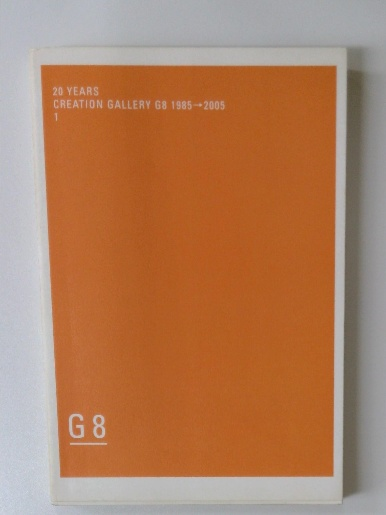 20 YEARS
CREATION GALLERY G8 1985→2005
1
G8